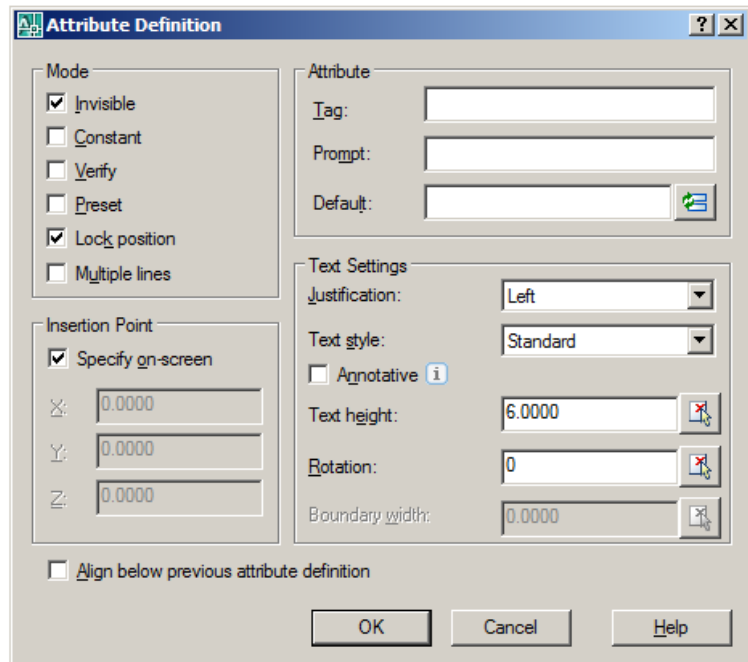 Attribute Definition
Mode
Invisible
Constant
Verify
Preset
Lock position
Multiple lines
Insertion Point
Specify on-screen
X: 0.0000
Y: 0.0000
Z: 0.0000
Attribute
Tag:
Prompt:
Default:
Text Settings
Justification: Left
Text style: Standard
Annotative i
Text height: 6.0000
Rotation: 0
Boundary width: 0.0000
Align below previous attribute definition
OK Cancel Help